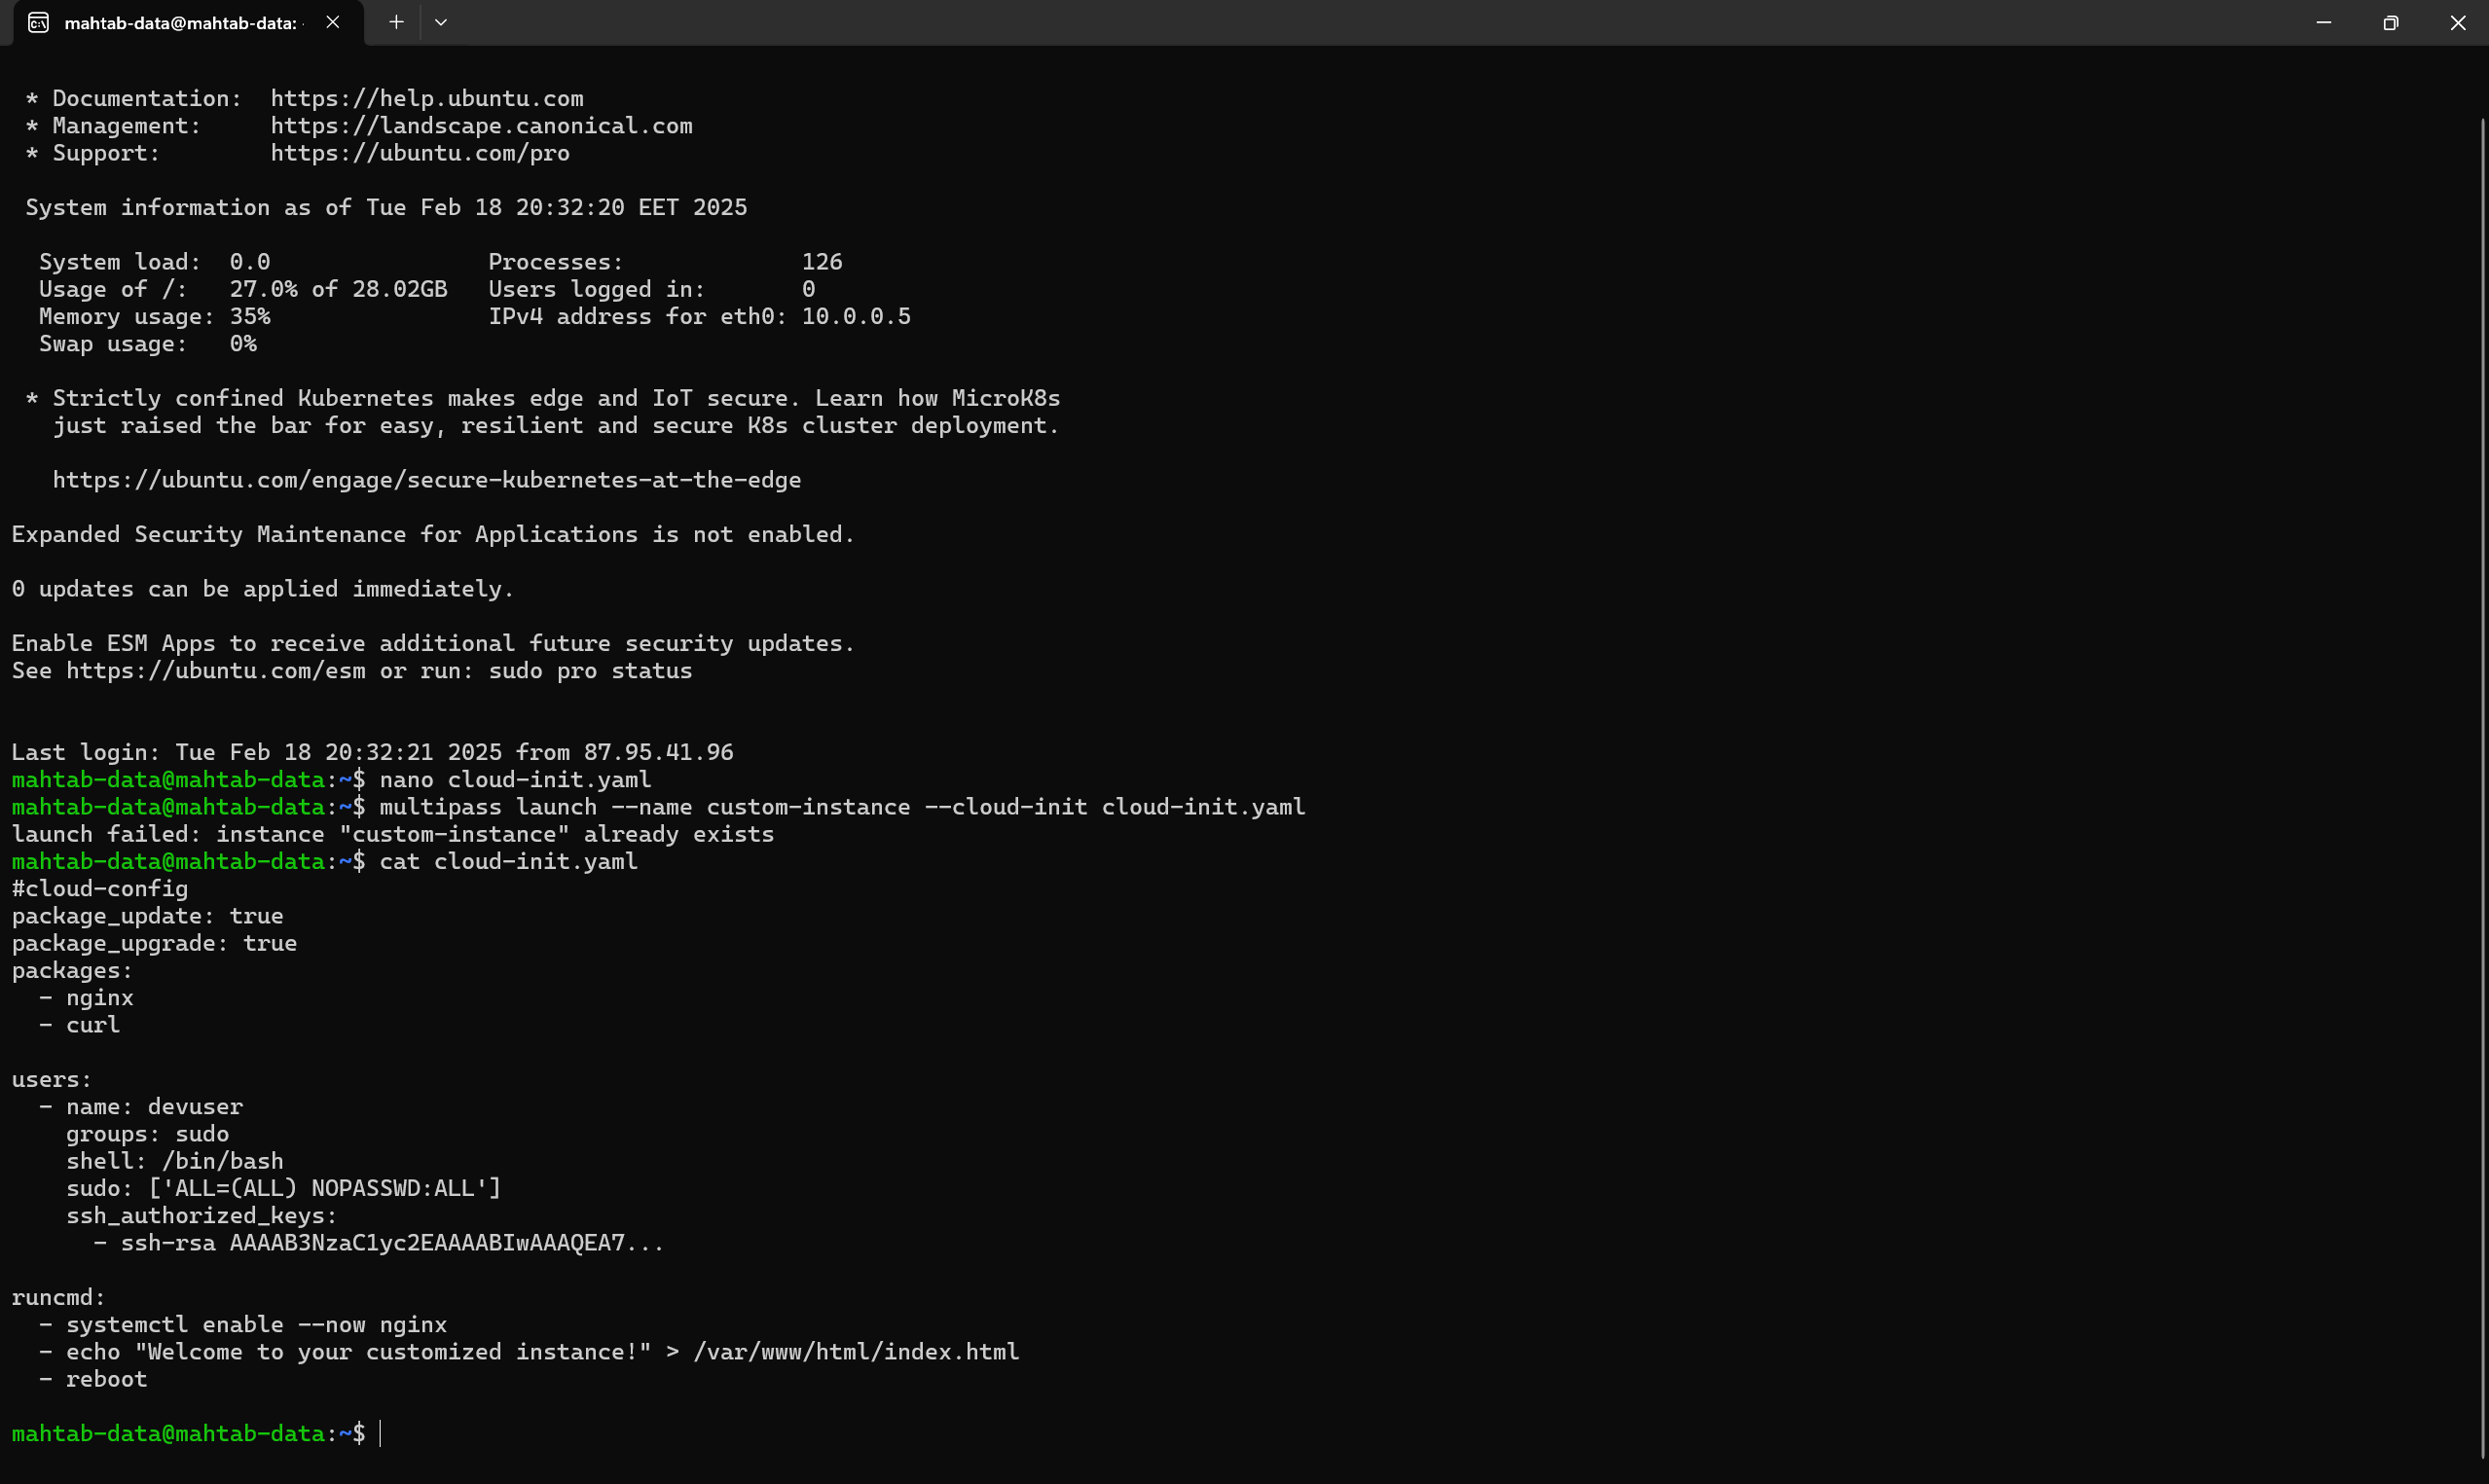 mahtab-data@mahtab-data:
* Documentation:  https://help.ubuntu.com
* Management:     https://landscape.canonical.com
* Support:        https://ubuntu.com/pro
System information as of Tue Feb 18 20:32:20 EET 2025
System load:  0.0                Processes:             126
Usage of /:   27.0% of 28.02GB   Users logged in:       0
Memory usage: 35%                IPv4 address for eth0: 10.0.0.5
Swap usage:   0%
* Strictly confined Kubernetes makes edge and IoT secure. Learn how MicroK8s
just raised the bar for easy, resilient and secure K8s cluster deployment.
https://ubuntu.com/engage/secure-kubernetes-at-the-edge
Expanded Security Maintenance for Applications is not enabled.
0 updates can be applied immediately.
Enable ESM Apps to receive additional future security updates.
See https://ubuntu.com/esm or run: sudo pro status
Last login: Tue Feb 18 20:32:21 2025 from 87.95.41.96
mahtab-data@mahtab-data:~$ nano cloud-init.yaml
mahtab-data@mahtab-data:~$ multipass launch --name custom-instance --cloud-init cloud-init.yaml
launch failed: instance "custom-instance" already exists
mahtab-data@mahtab-data:~$ cat cloud-init.yaml
#cloud-config
package_update: true
package_upgrade: true
packages:
  - nginx
  - curl
users:
  - name: devuser
    groups: sudo
    shell: /bin/bash
    sudo: ['ALL=(ALL) NOPASSWD:ALL']
    ssh_authorized_keys:
      - ssh-rsa AAAAB3NzaC1yc2EAAAABIwAAAQEA7...
runcmd:
  - systemctl enable --now nginx
  - echo "Welcome to your customized instance!" > /var/www/html/index.html
  - reboot
mahtab-data@mahtab-data:~$